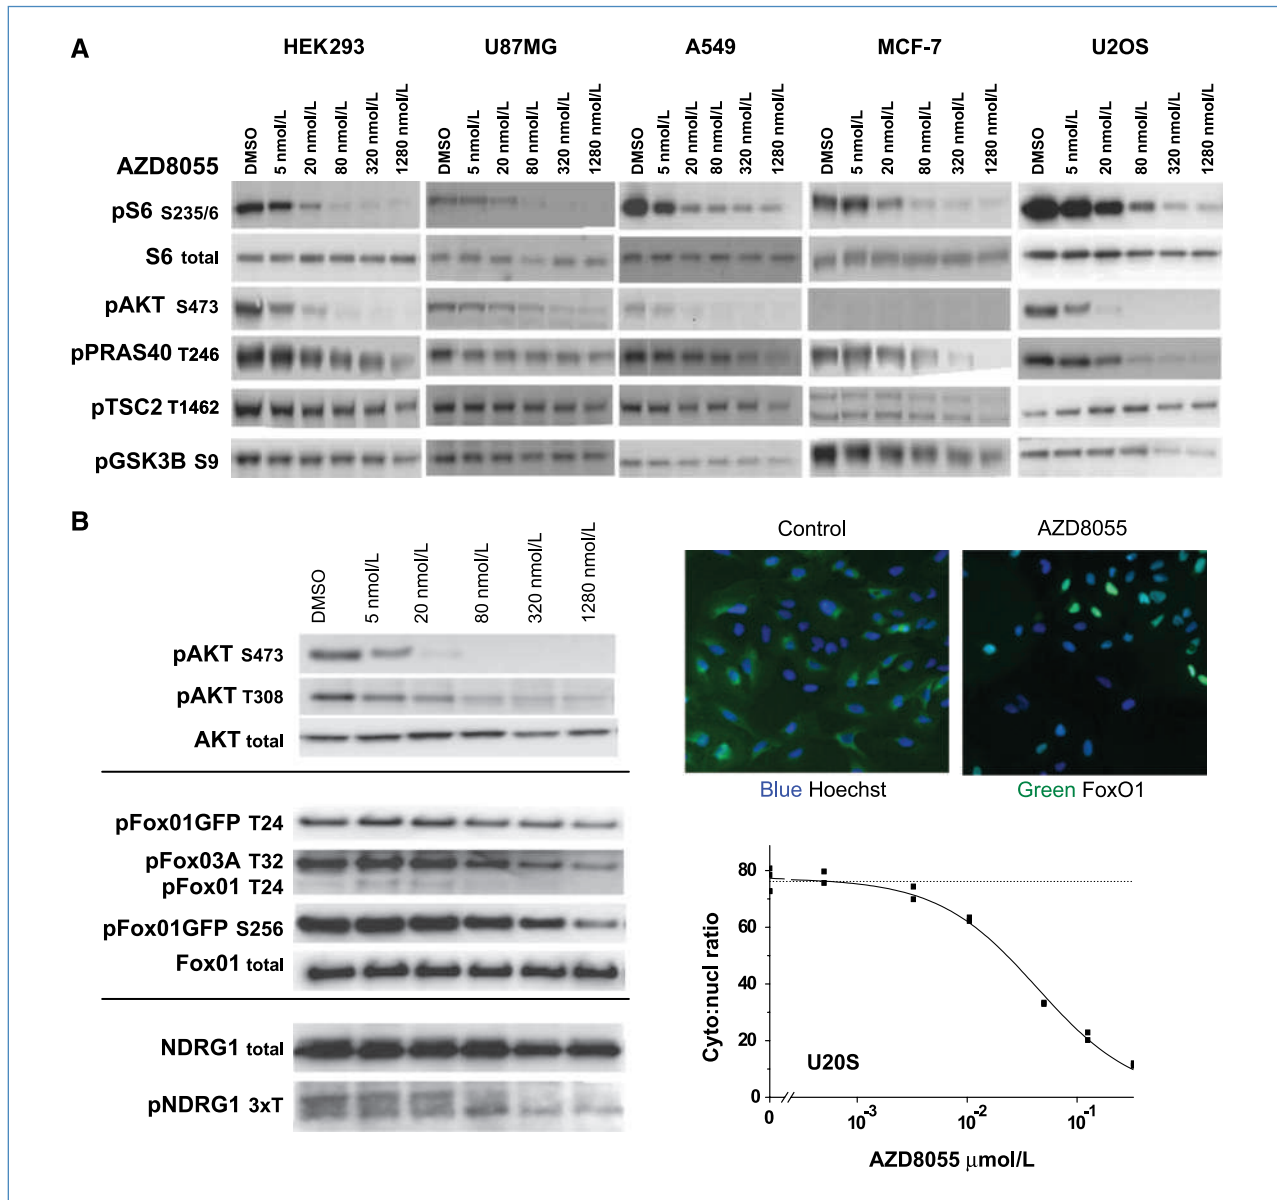 A
HEK293 U87MG A549 MCF-7 U2OS
AZD8055
DMSO 5 nmol/L 20 nmol/L 80 nmol/L 320 nmol/L 1280 nmol/L
DMSO 5 nmol/L 20 nmol/L 80 nmol/L 320 nmol/L 1280 nmol/L
DMSO 5 nmol/L 20 nmol/L 80 nmol/L 320 nmol/L 1280 nmol/L
DMSO 5 nmol/L 20 nmol/L 80 nmol/L 320 nmol/L 1280 nmol/L
DMSO 5 nmol/L 20 nmol/L 80 nmol/L 320 nmol/L 1280 nmol/L
pS6 S235/6
S6 total
pAKT S473
pPRAS40 T246
pTSC2 T1462
pGSK3B S9
B
DMSO 5 nmol/L 20 nmol/L 80 nmol/L 320 nmol/L 1280 nmol/L
pAKT S473
pAKT T308
AKT total
pFox01GFP T24
pFox03A T32
pFox01 T24
pFox01GFP S256
Fox01 total
NDRG1 total
pNDRG1 3xT
Control AZD8055
Blue Hoechst Green FoxO1
Cyto:nucl ratio
80
60
40
20
0
U20S
0 10-3 10-2 10-1
AZD8055 μmol/L